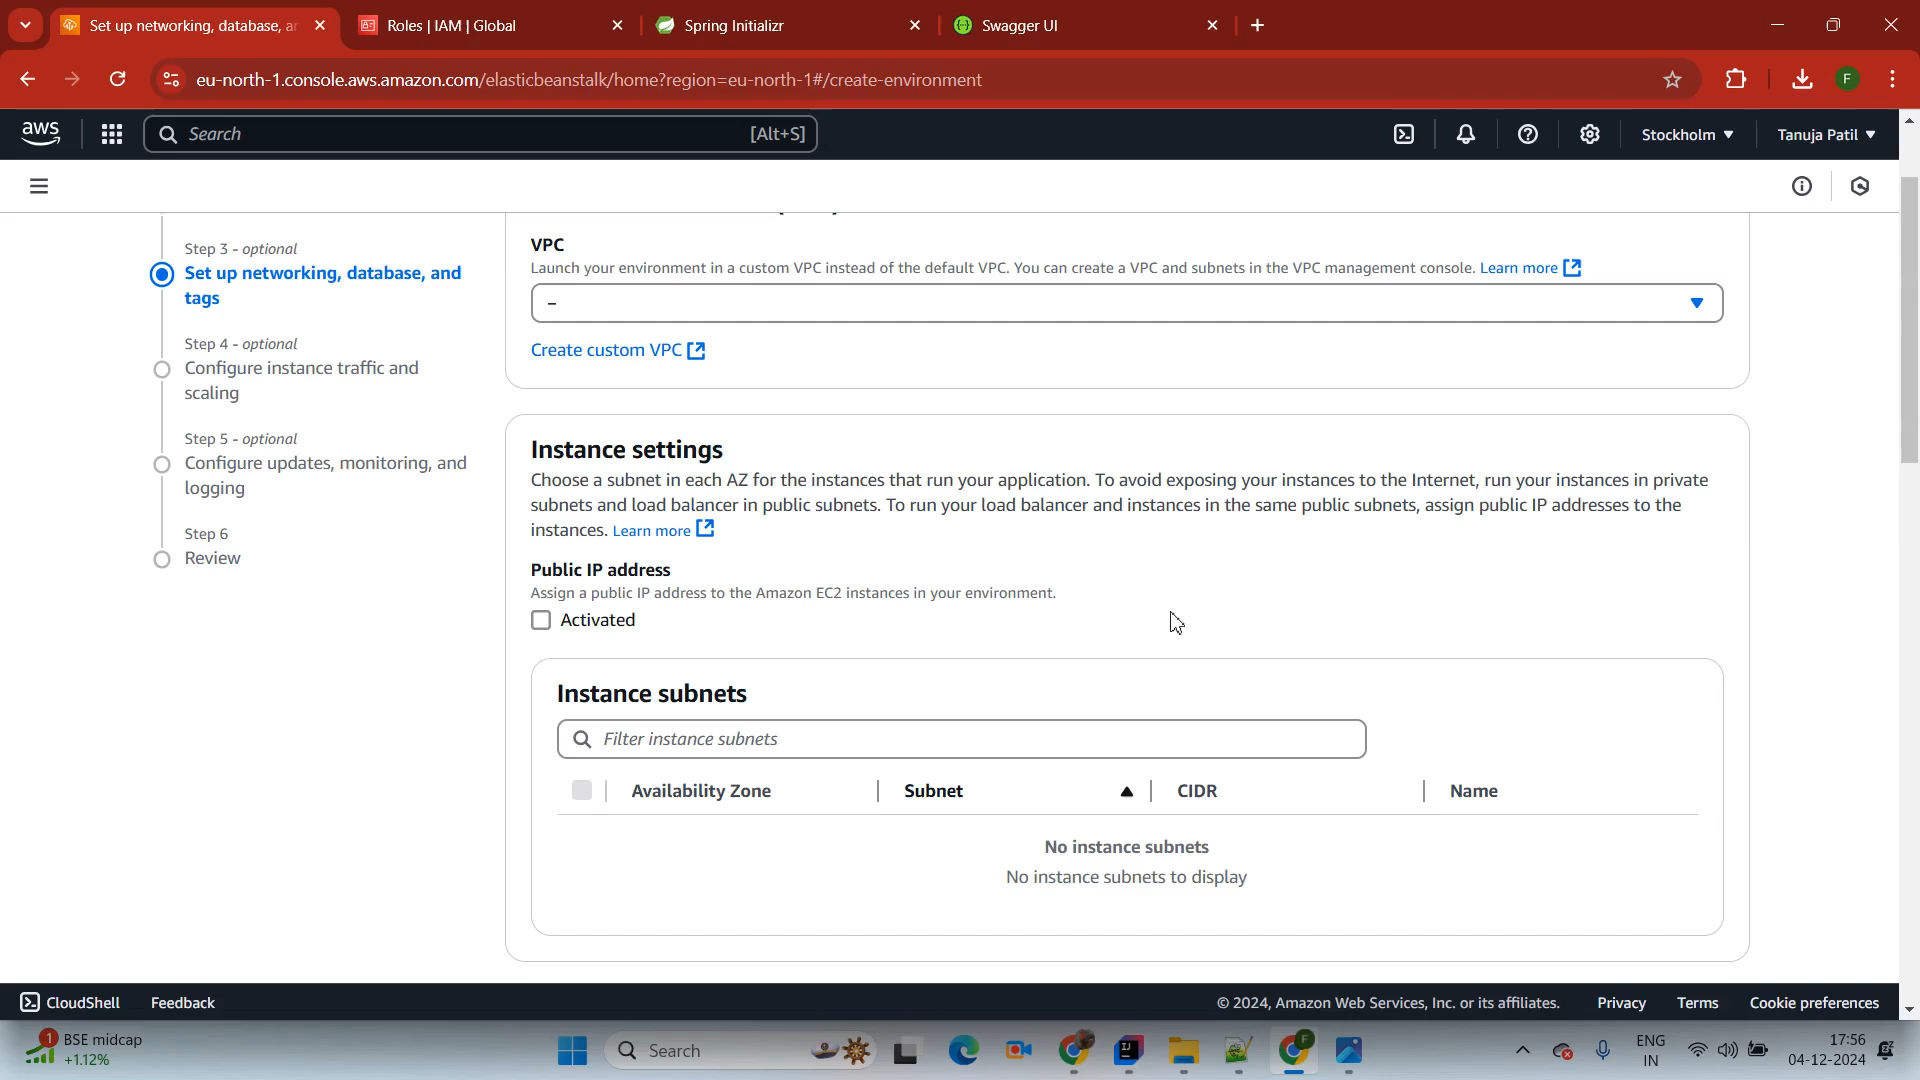 Set up networking, database, ar
Roles | IAM | Global
Spring Initializr
Swagger UI
eu-north-1.console.aws.amazon.com/elasticbeanstalk/home?region=eu-north-1#/create-environment
F
aws
Search
[Alt+S]
Stockholm
Tanuja Patil
Step 3 - optional
Set up networking, database, and
tags
Step 4 - optional
Configure instance traffic and
scaling
Step 5 - optional
Configure updates, monitoring, and
logging
Step 6
Review
VPC
Launch your environment in a custom VPC instead of the default VPC. You can create a VPC and subnets in the VPC management console. Learn more
–
Create custom VPC
Instance settings
Choose a subnet in each AZ for the instances that run your application. To avoid exposing your instances to the Internet, run your instances in private
subnets and load balancer in public subnets. To run your load balancer and instances in the same public subnets, assign public IP addresses to the
instances. Learn more
Public IP address
Assign a public IP address to the Amazon EC2 instances in your environment.
Activated
Instance subnets
Filter instance subnets
Availability Zone
Subnet
CIDR
Name
No instance subnets
No instance subnets to display
CloudShell
Feedback
© 2024, Amazon Web Services, Inc. or its affiliates.
Privacy
Terms
Cookie preferences
1
BSE midcap
+1.12%
Search
ENG
IN
17:56
04-12-2024